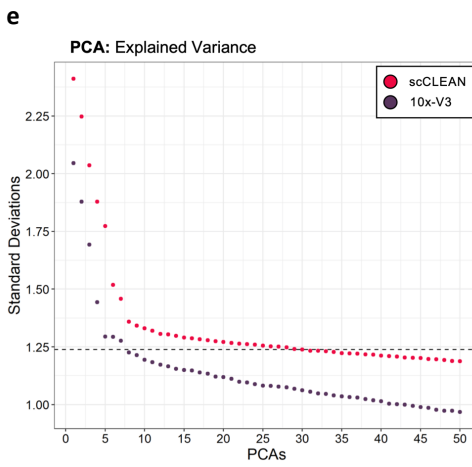 e
PCA: Explained Variance
scCLEAN
10x-V3
Standard Deviations
2.25
2.00
1.75
1.50
1.25
1.00
0 5 10 15 20 25 30 35 40 45 50
PCAs